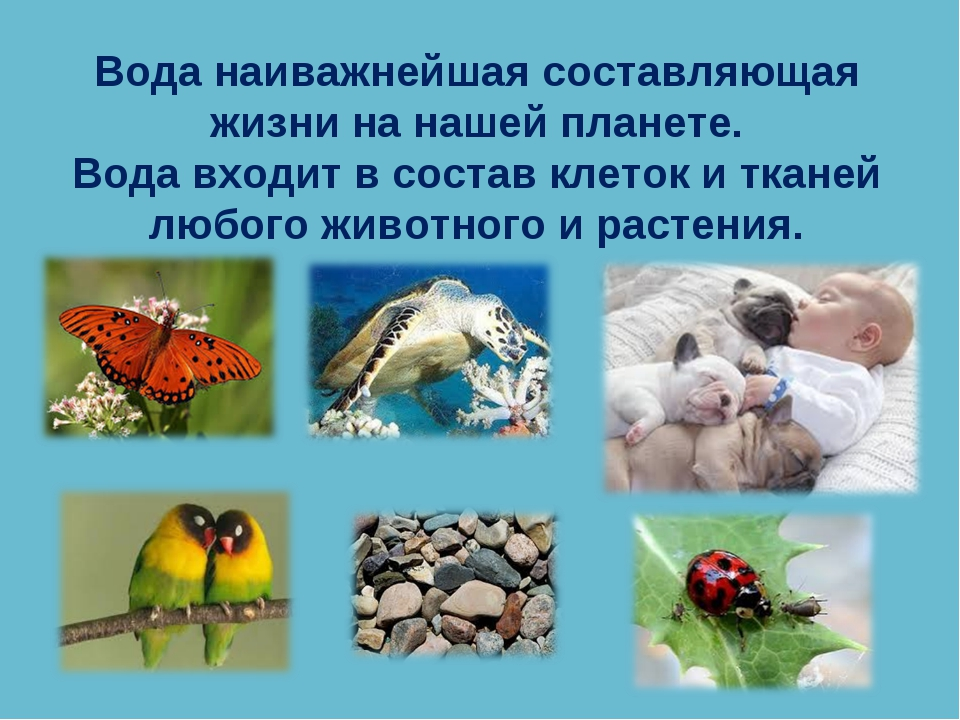 Вода наиважнейшая составляющая
жизни на нашей планете.
Вода входит в состав клеток и тканей
любого животного и растения.